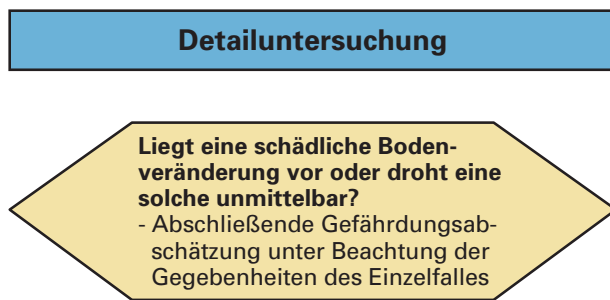 Detailuntersuchung
Liegt eine schädliche Boden-
veränderung vor oder droht eine
solche unmittelbar?
- Abschließende Gefährdungsab-
schätzung unter Beachtung der
Gegebenheiten des Einzelfalles